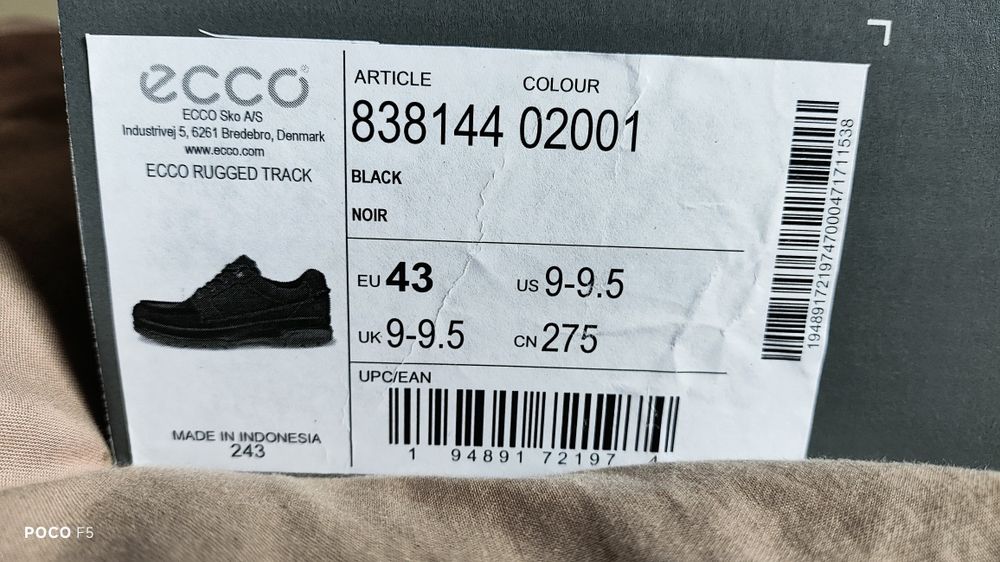 ecco
ECCO Sko A/S
Industrivej 5, 6261 Bredebro, Denmark
www.ecco.com
ECCO RUGGED TRACK
MADE IN INDONESIA
243
ARTICLE COLOUR
838144 02001
BLACK
NOIR
EU 43 US 9-9.5
UK 9-9.5 CN 275
UPC/EAN
1 94891 72197 4
1948917219747000471711538
POCO F5